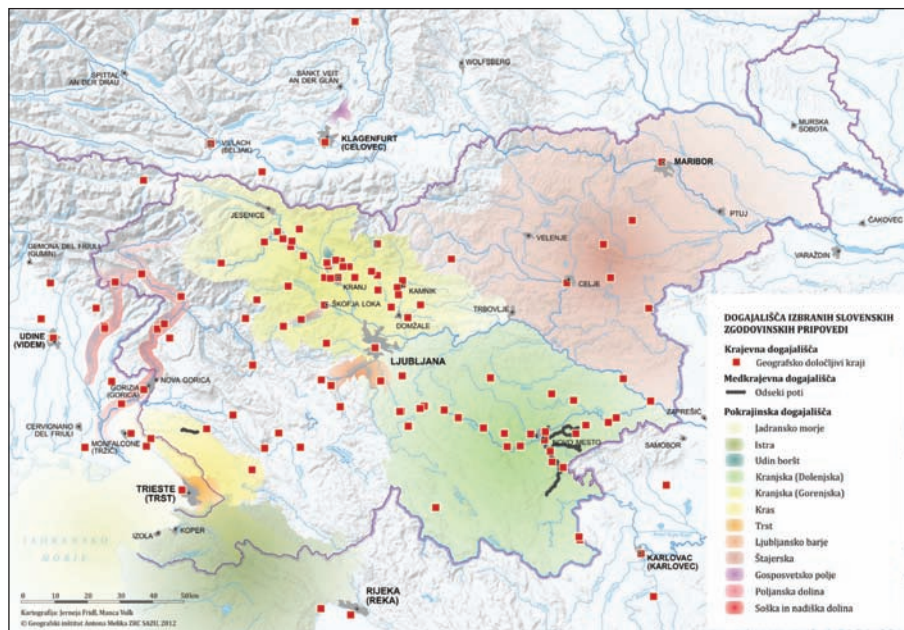 WOLFSBERG
SPITTAL
AN DER DRAU
SANKT VEIT
AN DER GLAN
MURSKA
SOBOTA
KLAGENFURT
(CELOVEC)
VILLACH
(BELJAK)
MARIBOR
JESENICE
PTUJ
ČAKOVEC
VELENJE
GEMONA DEL FRIULI
(GUMIN)
VARAŽDIN
CELJE
KRANJ
KAMNIK
ŠKOFJA LOKA
TRBOVLJE
DOMŽALE
UDINE
(VIDEM)
LJUBLJANA
NOVA GORICA
GORIZIA
(GORICA)
ZAPREŠIĆ
CERVIGNANO
DEL FRIULI
MONFALCONE
(TRŽIČ)
NOVO MESTO
SAMOBOR
TRIESTE
(TRST)
IZOLA
KOPER
JADRANSKO
MORJE
KARLOVAC
(KARLOVEC)
RIJEKA
(REKA)
DOGAJALIŠČA IZBRANIH SLOVENSKIH
ZGODOVINSKIH PRIPOVEDI
Krajevna dogajališča
Geografsko določljivi kraji
Medkrajevna dogajališča
Odseki poti
Pokrajinska dogajališča
Jadransko morje
Istra
Udin boršt
Kranjska (Dolenjska)
Kranjska (Gorenjska)
Kras
Trst
Ljubljansko barje
Štajerska
Gosposvetsko polje
Poljanska dolina
Soška in nadiška dolina
0 10 20 30 40 50 km
Kartografija: Jerneja Fridl, Manca Volk
© Geografski inštitut Antona Melika ZRC SAZU, 2012